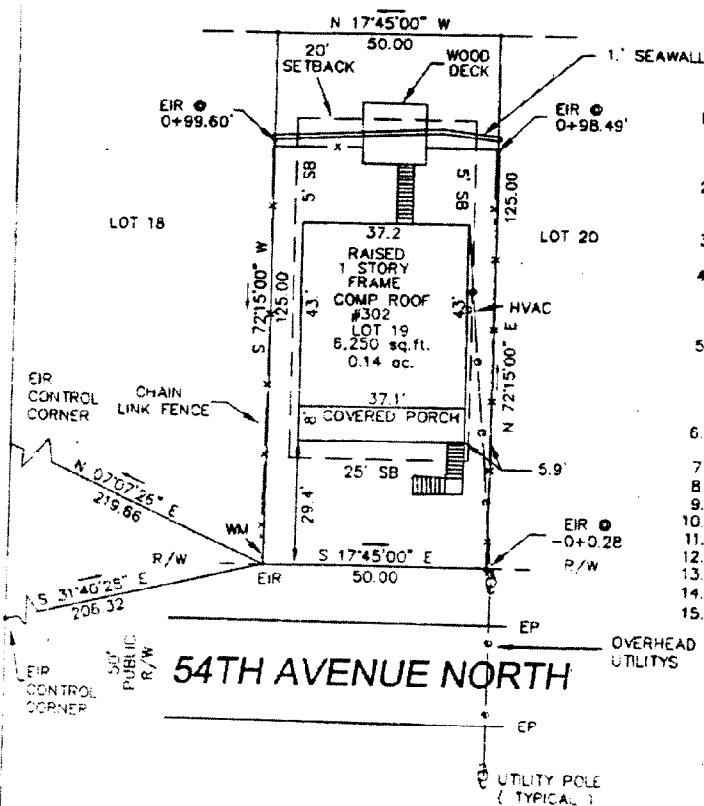 N 17°45'00" W
50.00
20'
SETBACK
WOOD
DECK
1.' SEAWALL
EIR @
0+99.60'
EIR @
0+98.49'
5' SB
5' SB
125.00
LOT 18
LOT 20
S 72°15'00" W
125.00
37.2
RAISED
1 STORY
FRAME
COMP ROOF
#302
LOT 19
6,250 sq.ft.
0.14 ac.
43'
43'
HVAC
N 72°15'00" E
EIR
CONTROL
CORNER
CHAIN
LINK FENCE
37.1'
8'
COVERED PORCH
25' SB
5.9'
29.4'
N 07°07'26" E
219.66
WM
R/W
EIR
S 17°45'00" E
50.00
EIR @
-0+0.28
R/W
S 31°40'28" E
206.32
EP
50'
PUBLIC
R/W
54TH AVENUE NORTH
OVERHEAD
UTILITYS
EIR
CONTROL
CORNER
EP
UTILITY POLE
( TYPICAL )
2.
3.
4.
5.
6.
7
8
9.
10.
11.
12.
13.
14.
15.